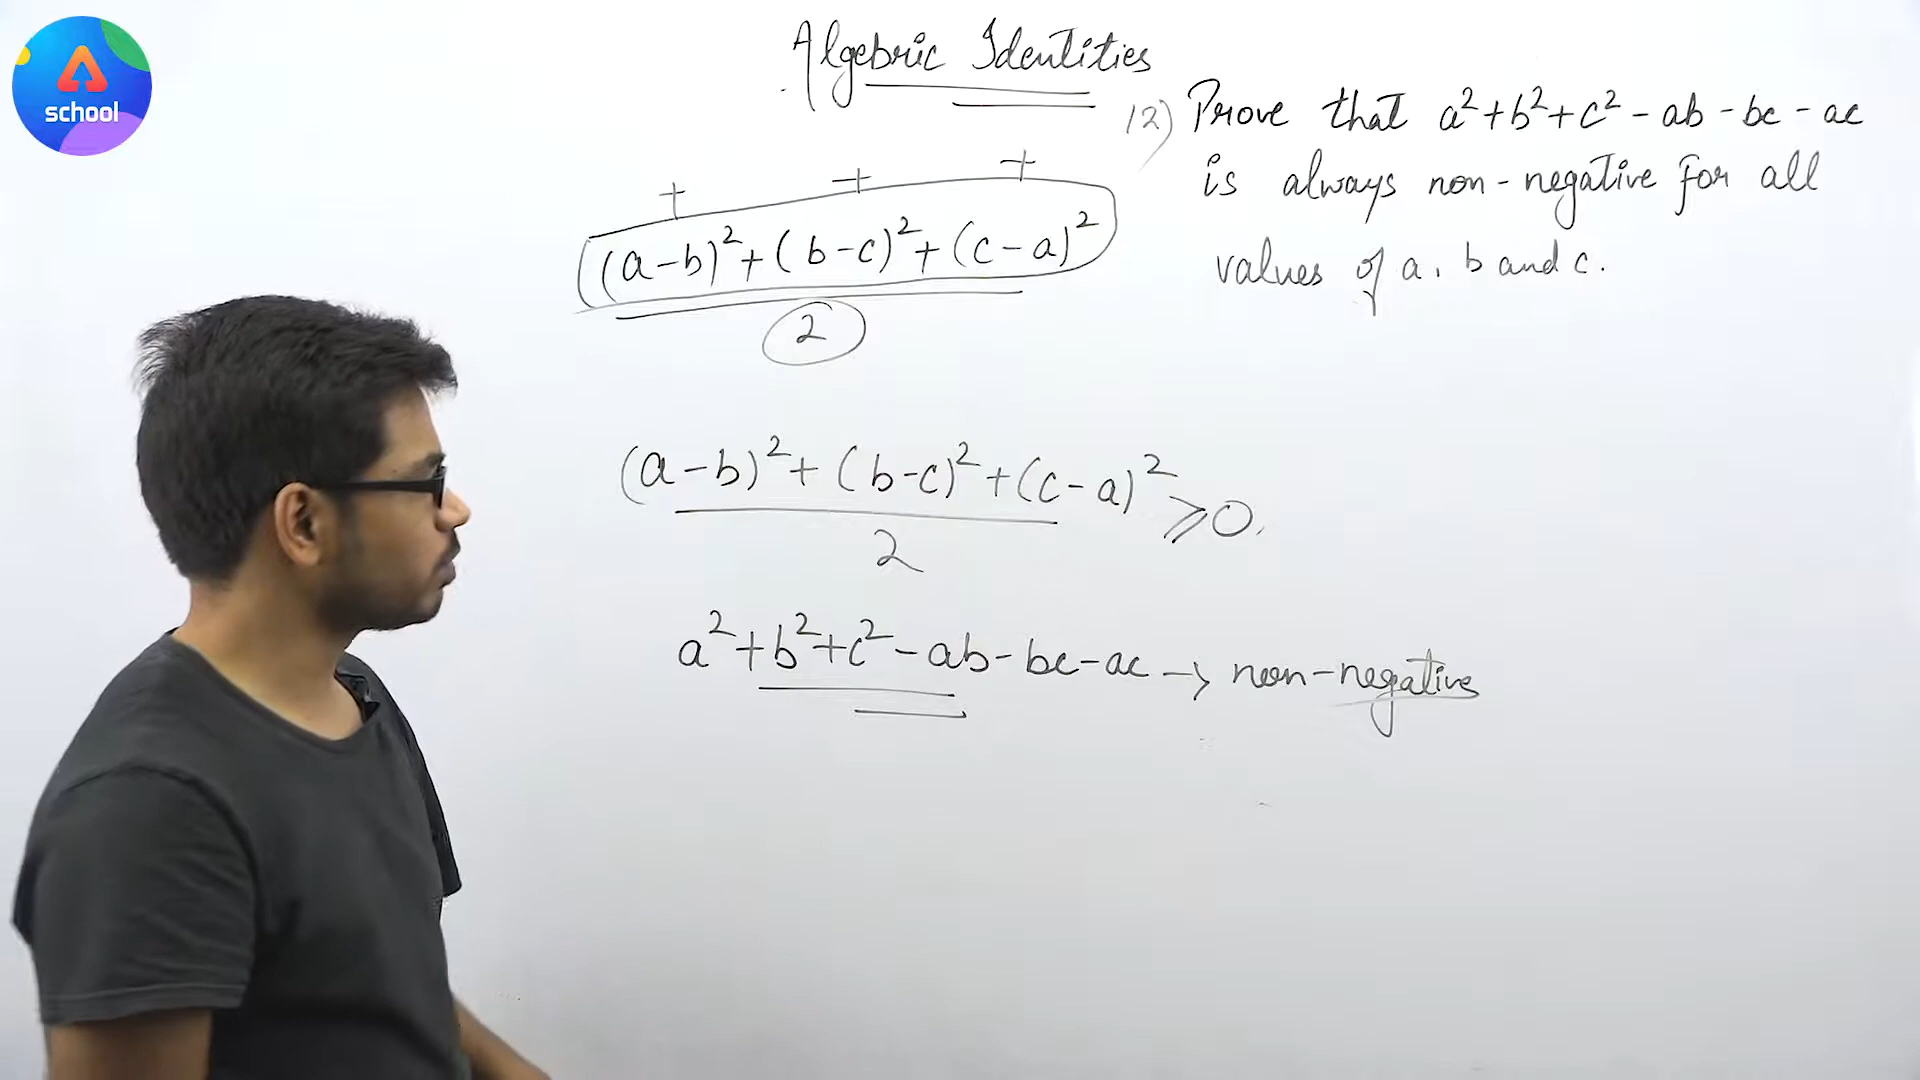 school
Algebric Identities
12) Prove that a²+b²+c²-ab-bc-ac
is always non-negative for all
values of a, b and c.
+ + +
(a-b)²+(b-c)²+(c-a)²
2
(a-b)²+(b-c)²+(c-a)²
2
⩾0.
a²+b²+c²-ab-bc-ac→non-negative